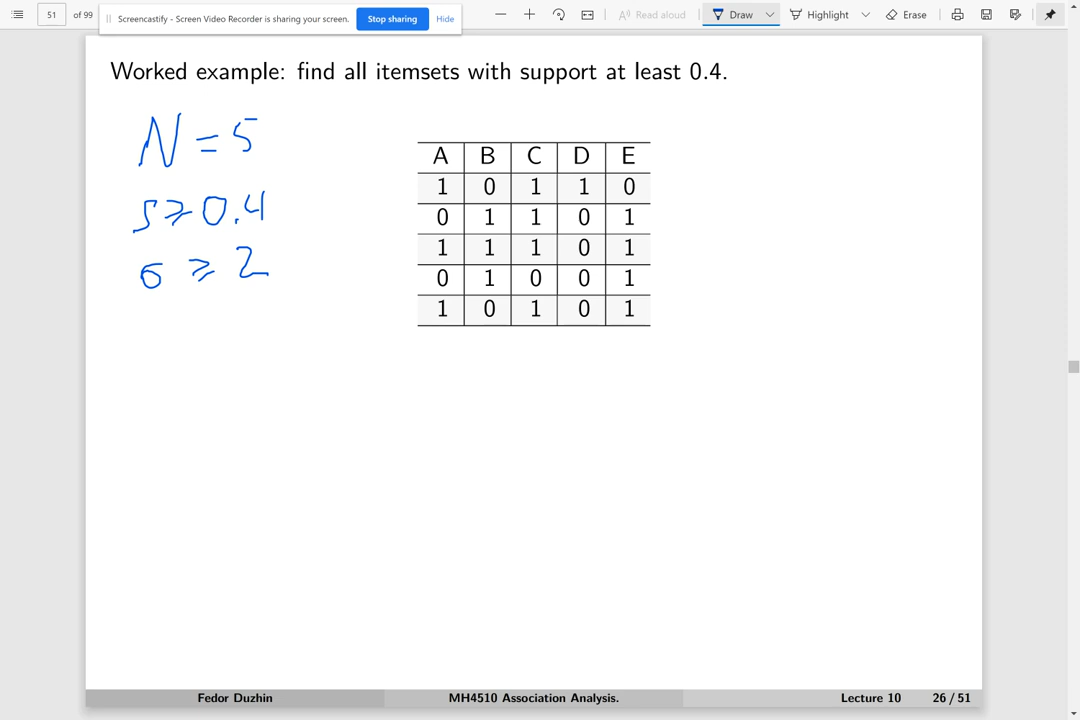 51 of 99 Screencastify - Screen Video Recorder is sharing your screen. Stop sharing Hide Read aloud Draw Highlight Erase
Worked example: find all itemsets with support at least 0.4.
N = 5
s ≥ 0.4
σ ≥ 2
A B C D E
1 0 1 1 0
0 1 1 0 1
1 1 1 0 1
0 1 0 0 1
1 0 1 0 1
Fedor Duzhin MH4510 Association Analysis. Lecture 10 26 / 51